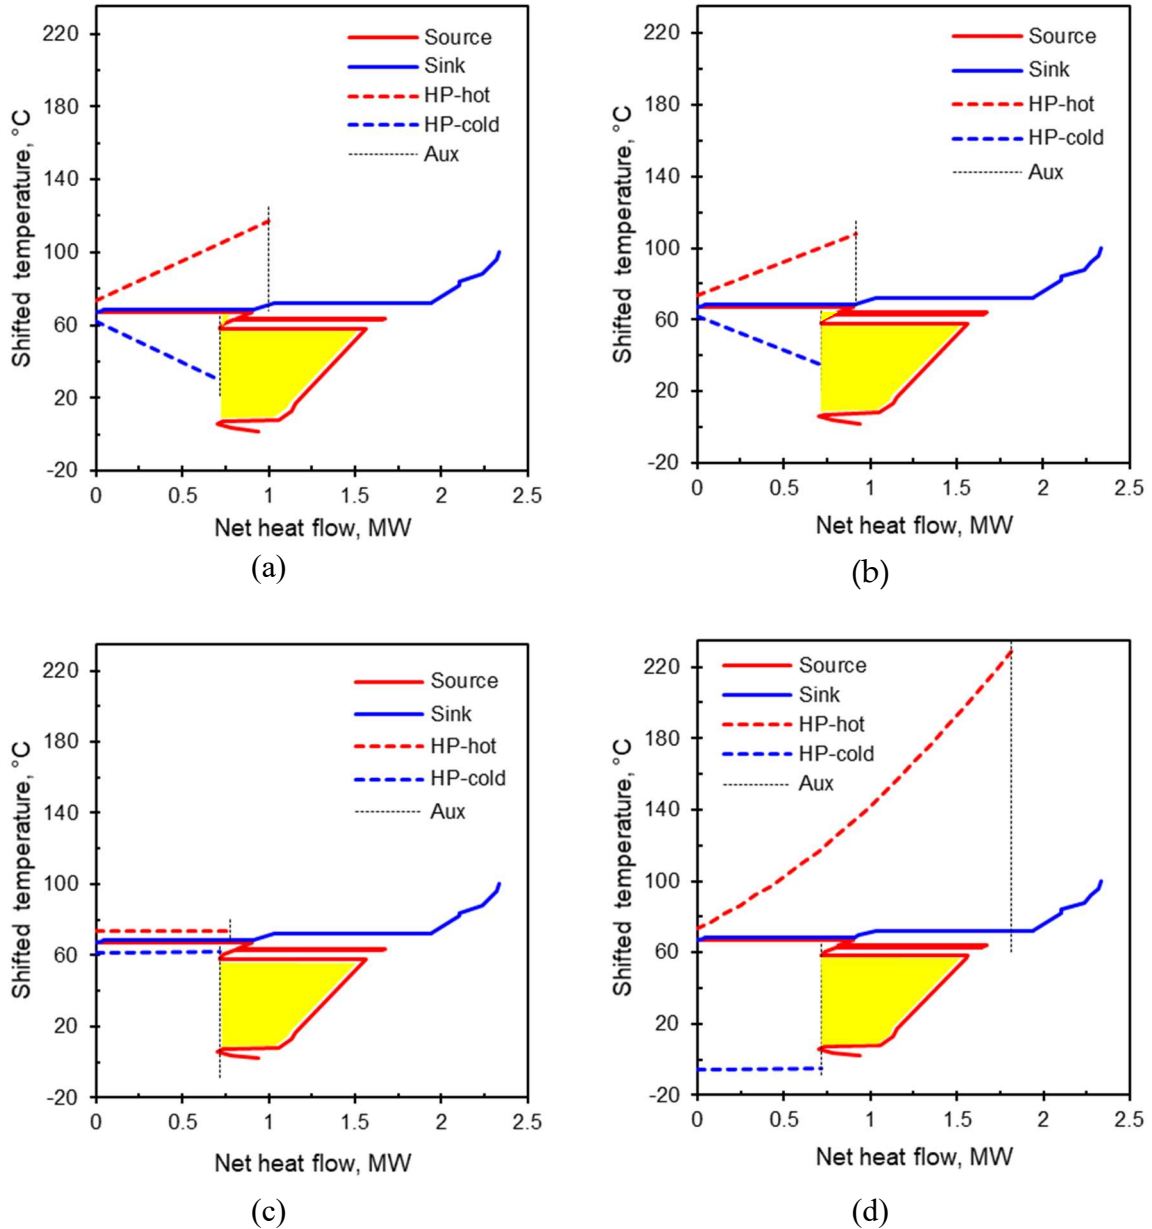 220
180
140
100
60
20
-20
Shifted temperature, °C
Source
Sink
HP-hot
HP-cold
Aux
0 0.5 1 1.5 2 2.5
Net heat flow, MW
(a)
220
180
140
100
60
20
-20
Shifted temperature, °C
Source
Sink
HP-hot
HP-cold
Aux
0 0.5 1 1.5 2 2.5
Net heat flow, MW
(b)
220
180
140
100
60
20
-20
Shifted temperature, °C
Source
Sink
HP-hot
HP-cold
Aux
0 0.5 1 1.5 2 2.5
Net heat flow, MW
(c)
220
180
140
100
60
20
-20
Shifted temperature, °C
Source
Sink
HP-hot
HP-cold
Aux
0 0.5 1 1.5 2 2.5
Net heat flow, MW
(d)